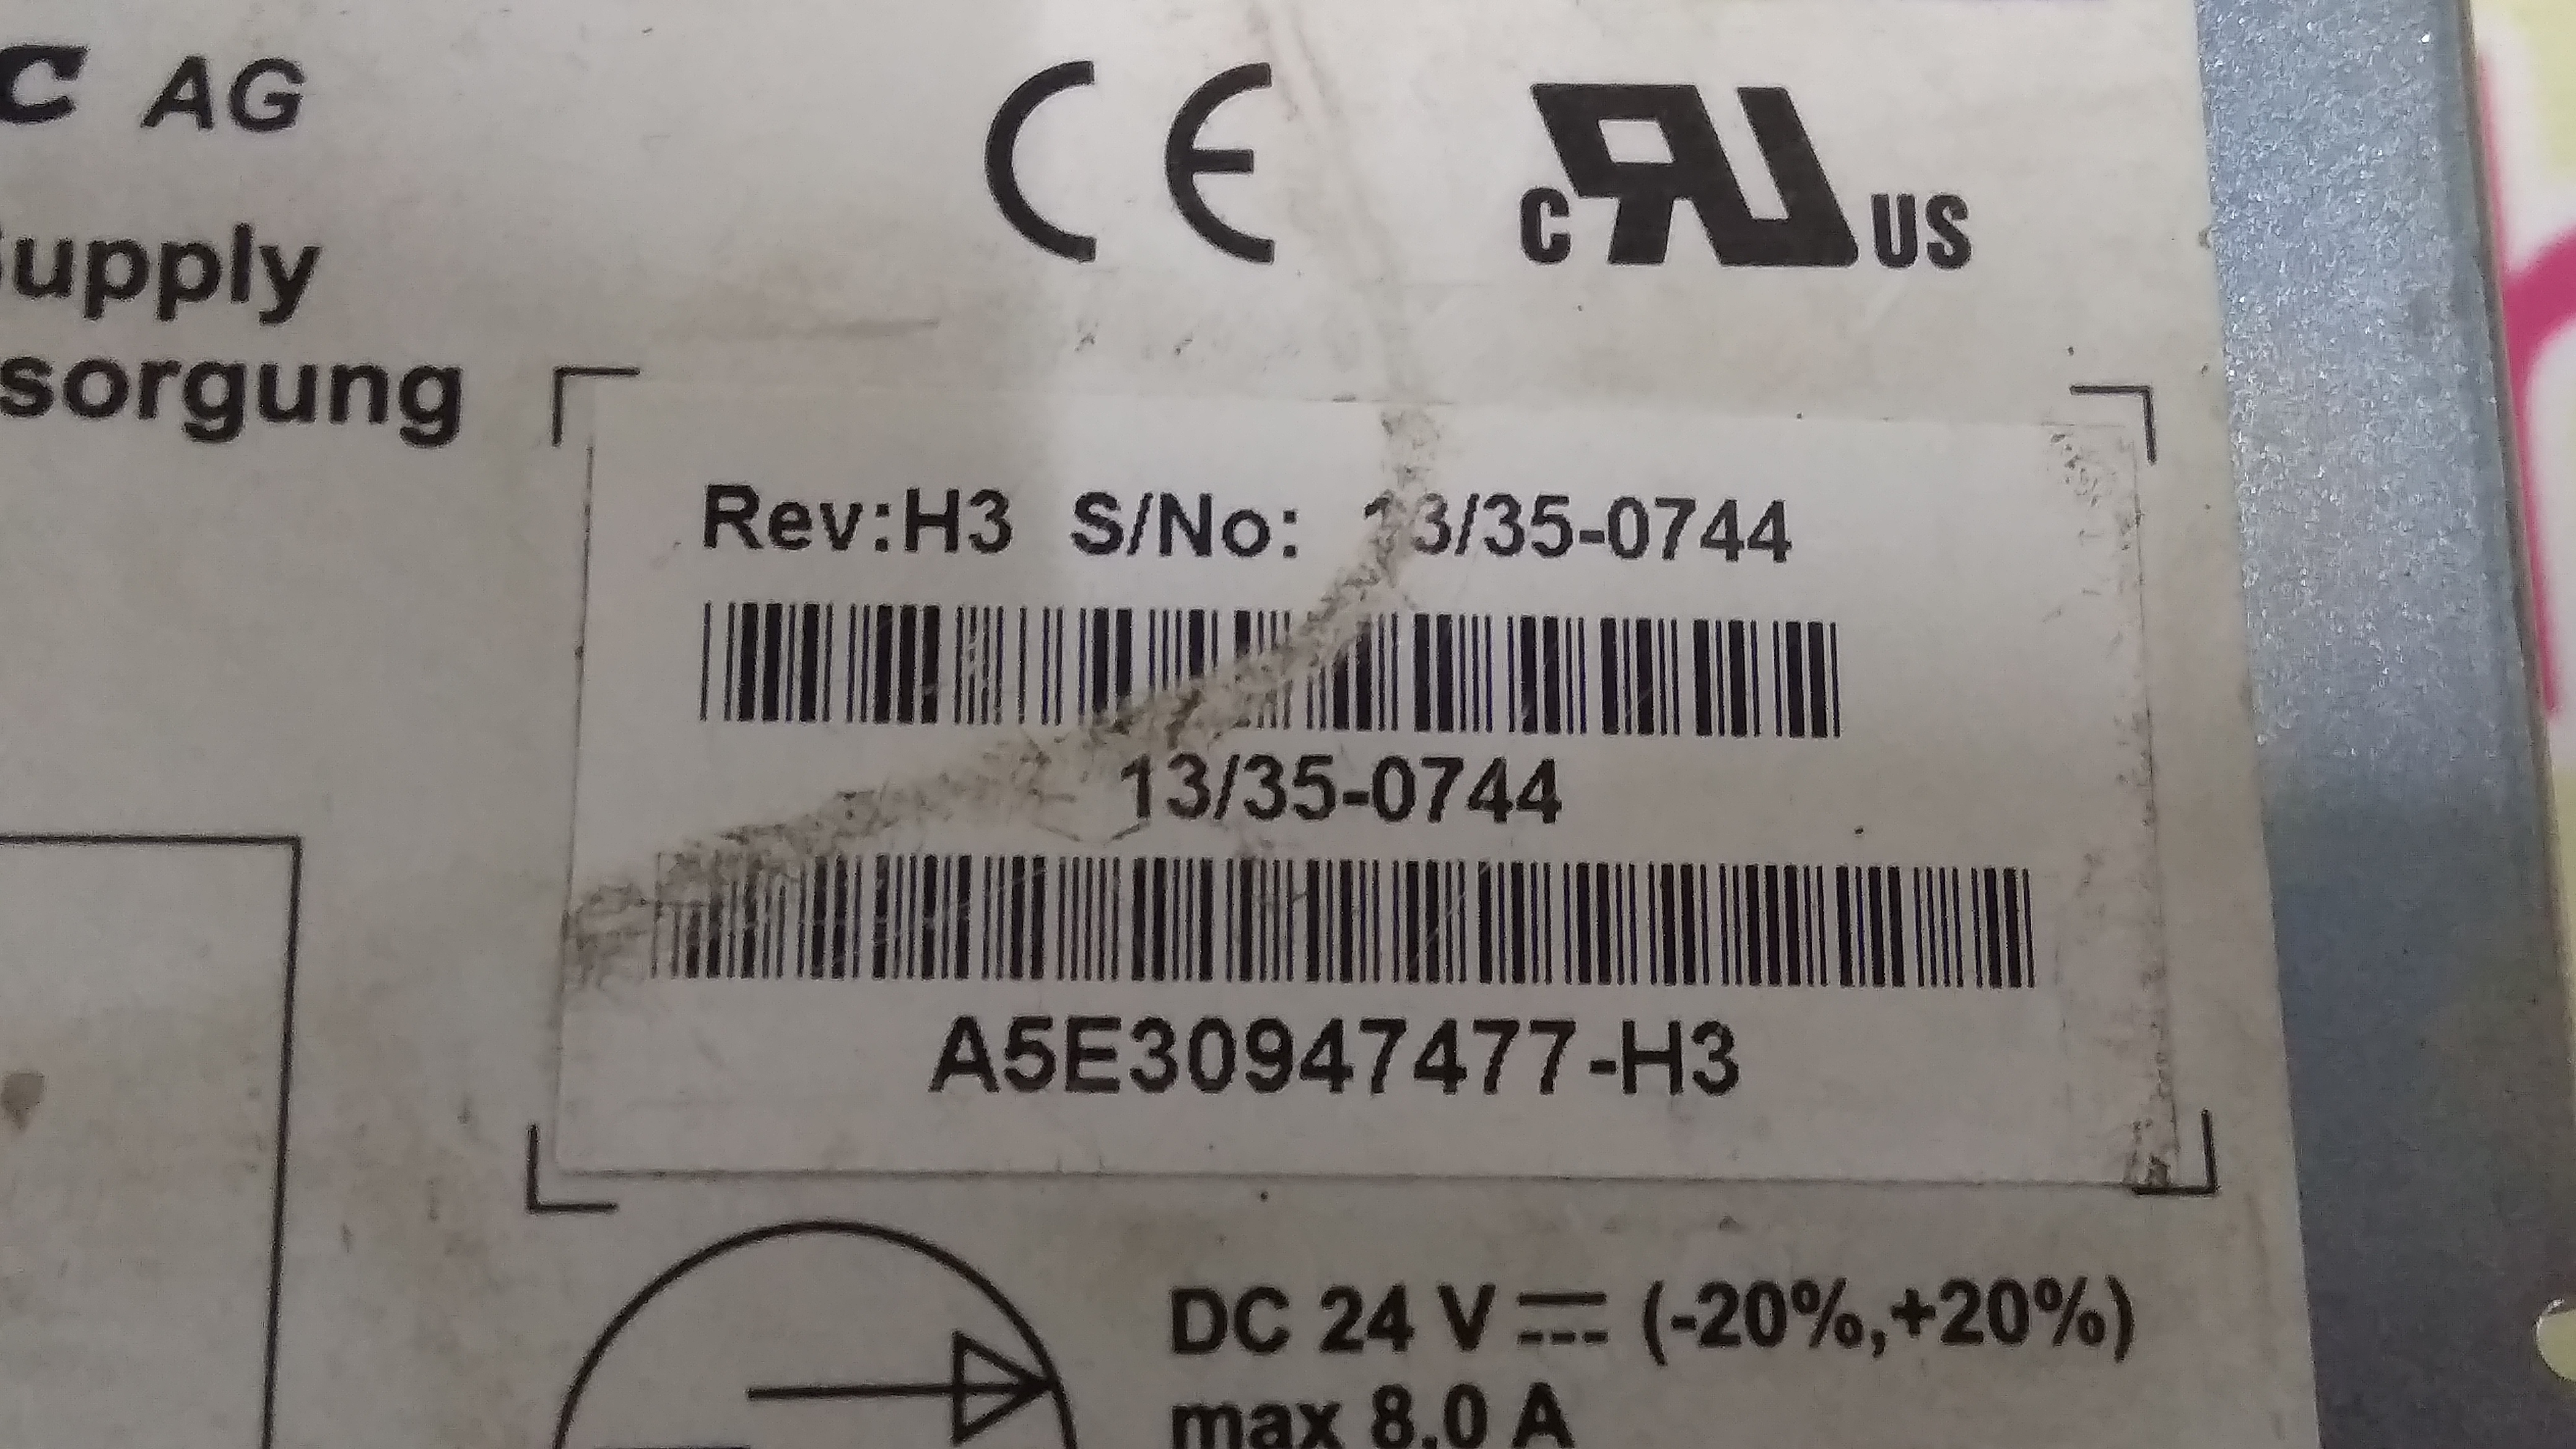 C AG
CE
C RU US
upply
sorgung
Rev:H3 S/No: 13/35-0744
13/35-0744
A5E30947477-H3
DC 24 V (-20%,+20%)
max 8.0 A